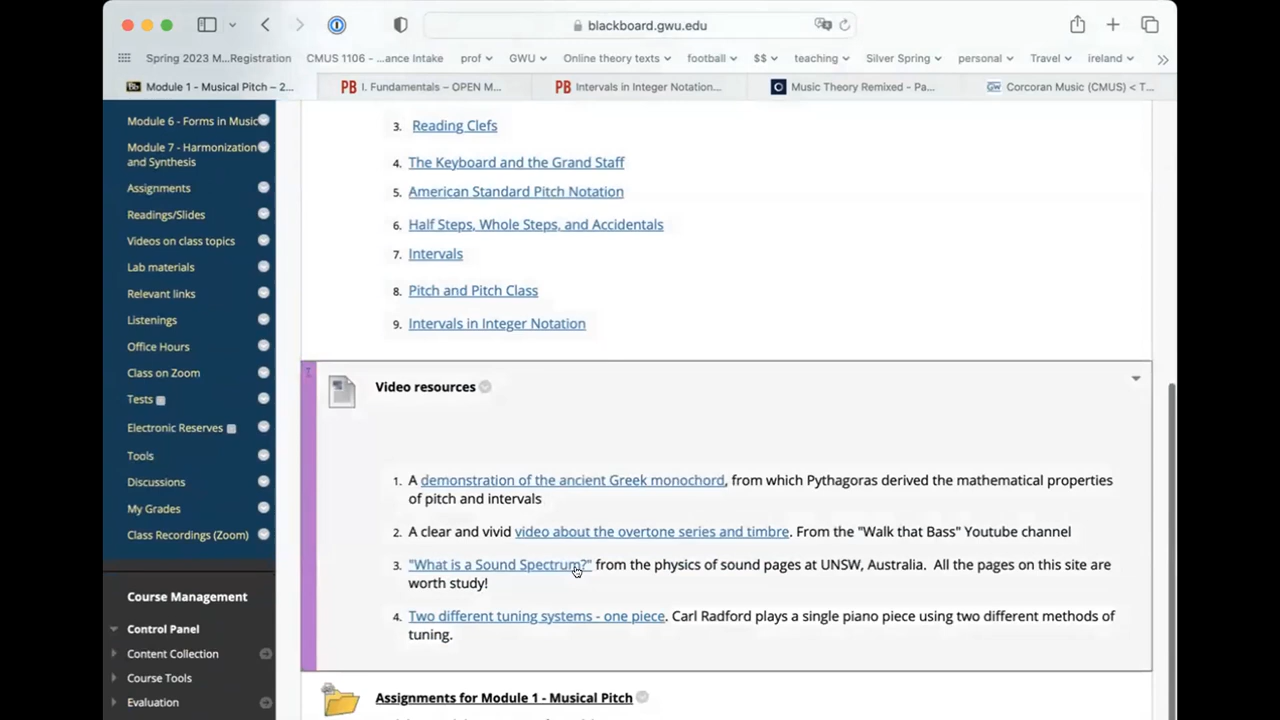 blackboard.gwu.edu
Spring 2023 M...Registration
CMUS 1106 - ...ance Intake
prof
GWU
Online theory texts
football
$$
teaching
Silver Spring
personal
Travel
ireland
Bb Module 1 - Musical Pitch – 2...
PB I. Fundamentals – OPEN M...
PB Intervals in Integer Notation...
Music Theory Remixed - Pa...
GW Corcoran Music (CMUS) < T...
Module 6 - Forms in Music
Module 7 - Harmonization
and Synthesis
Assignments
Readings/Slides
Videos on class topics
Lab materials
Relevant links
Listenings
Office Hours
Class on Zoom
Tests
Electronic Reserves
Tools
Discussions
My Grades
Class Recordings (Zoom)
Course Management
Control Panel
Content Collection
Course Tools
Evaluation
3. Reading Clefs
4. The Keyboard and the Grand Staff
5. American Standard Pitch Notation
6. Half Steps, Whole Steps, and Accidentals
7. Intervals
8. Pitch and Pitch Class
9. Intervals in Integer Notation
Video resources
1. A demonstration of the ancient Greek monochord, from which Pythagoras derived the mathematical properties
of pitch and intervals
2. A clear and vivid video about the overtone series and timbre. From the "Walk that Bass" Youtube channel
3. "What is a Sound Spectrum?" from the physics of sound pages at UNSW, Australia. All the pages on this site are
worth study!
4. Two different tuning systems - one piece. Carl Radford plays a single piano piece using two different methods of
tuning.
Assignments for Module 1 - Musical Pitch